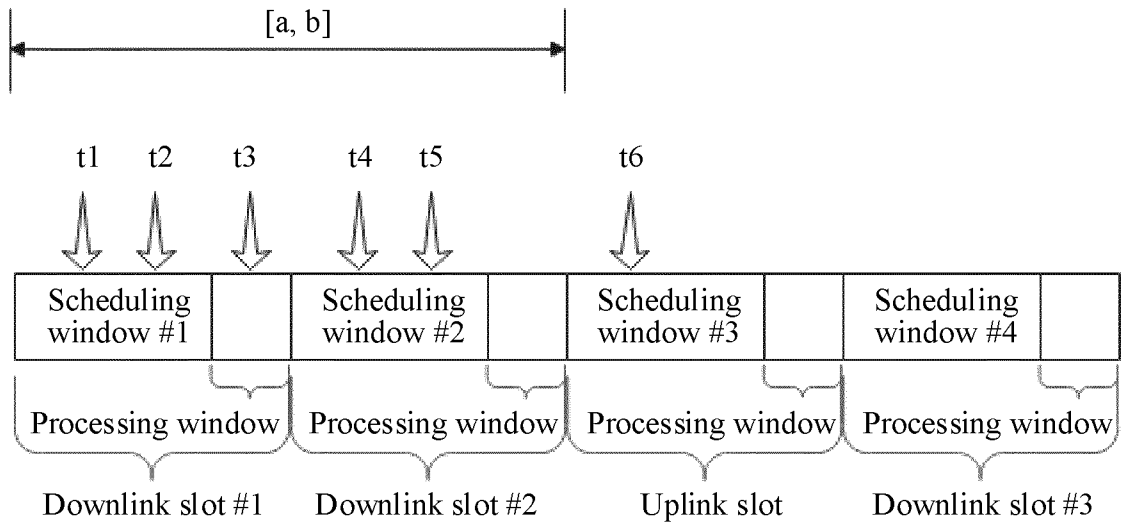 [a, b]
t1 t2 t3 t4 t5 t6
Scheduling window #1
Scheduling window #2
Scheduling window #3
Scheduling window #4
Processing window
Processing window
Processing window
Processing window
Downlink slot #1
Downlink slot #2
Uplink slot
Downlink slot #3